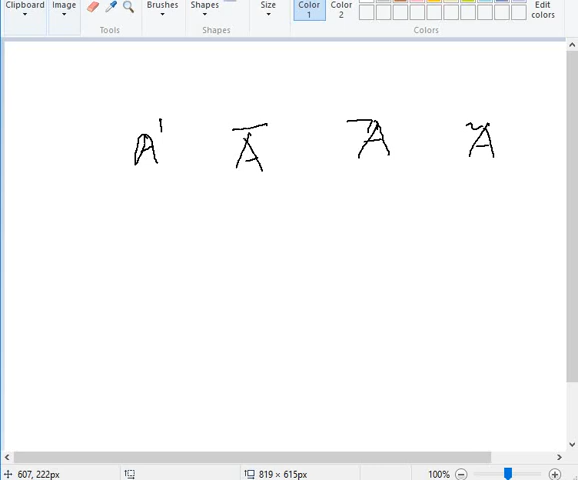 Clipboard Image Brushes Shapes Size Color 1 Color 2 Edit colors
Tools Shapes Colors
A' A̅ ¬A ~A
607, 222px 819 × 615px 100%